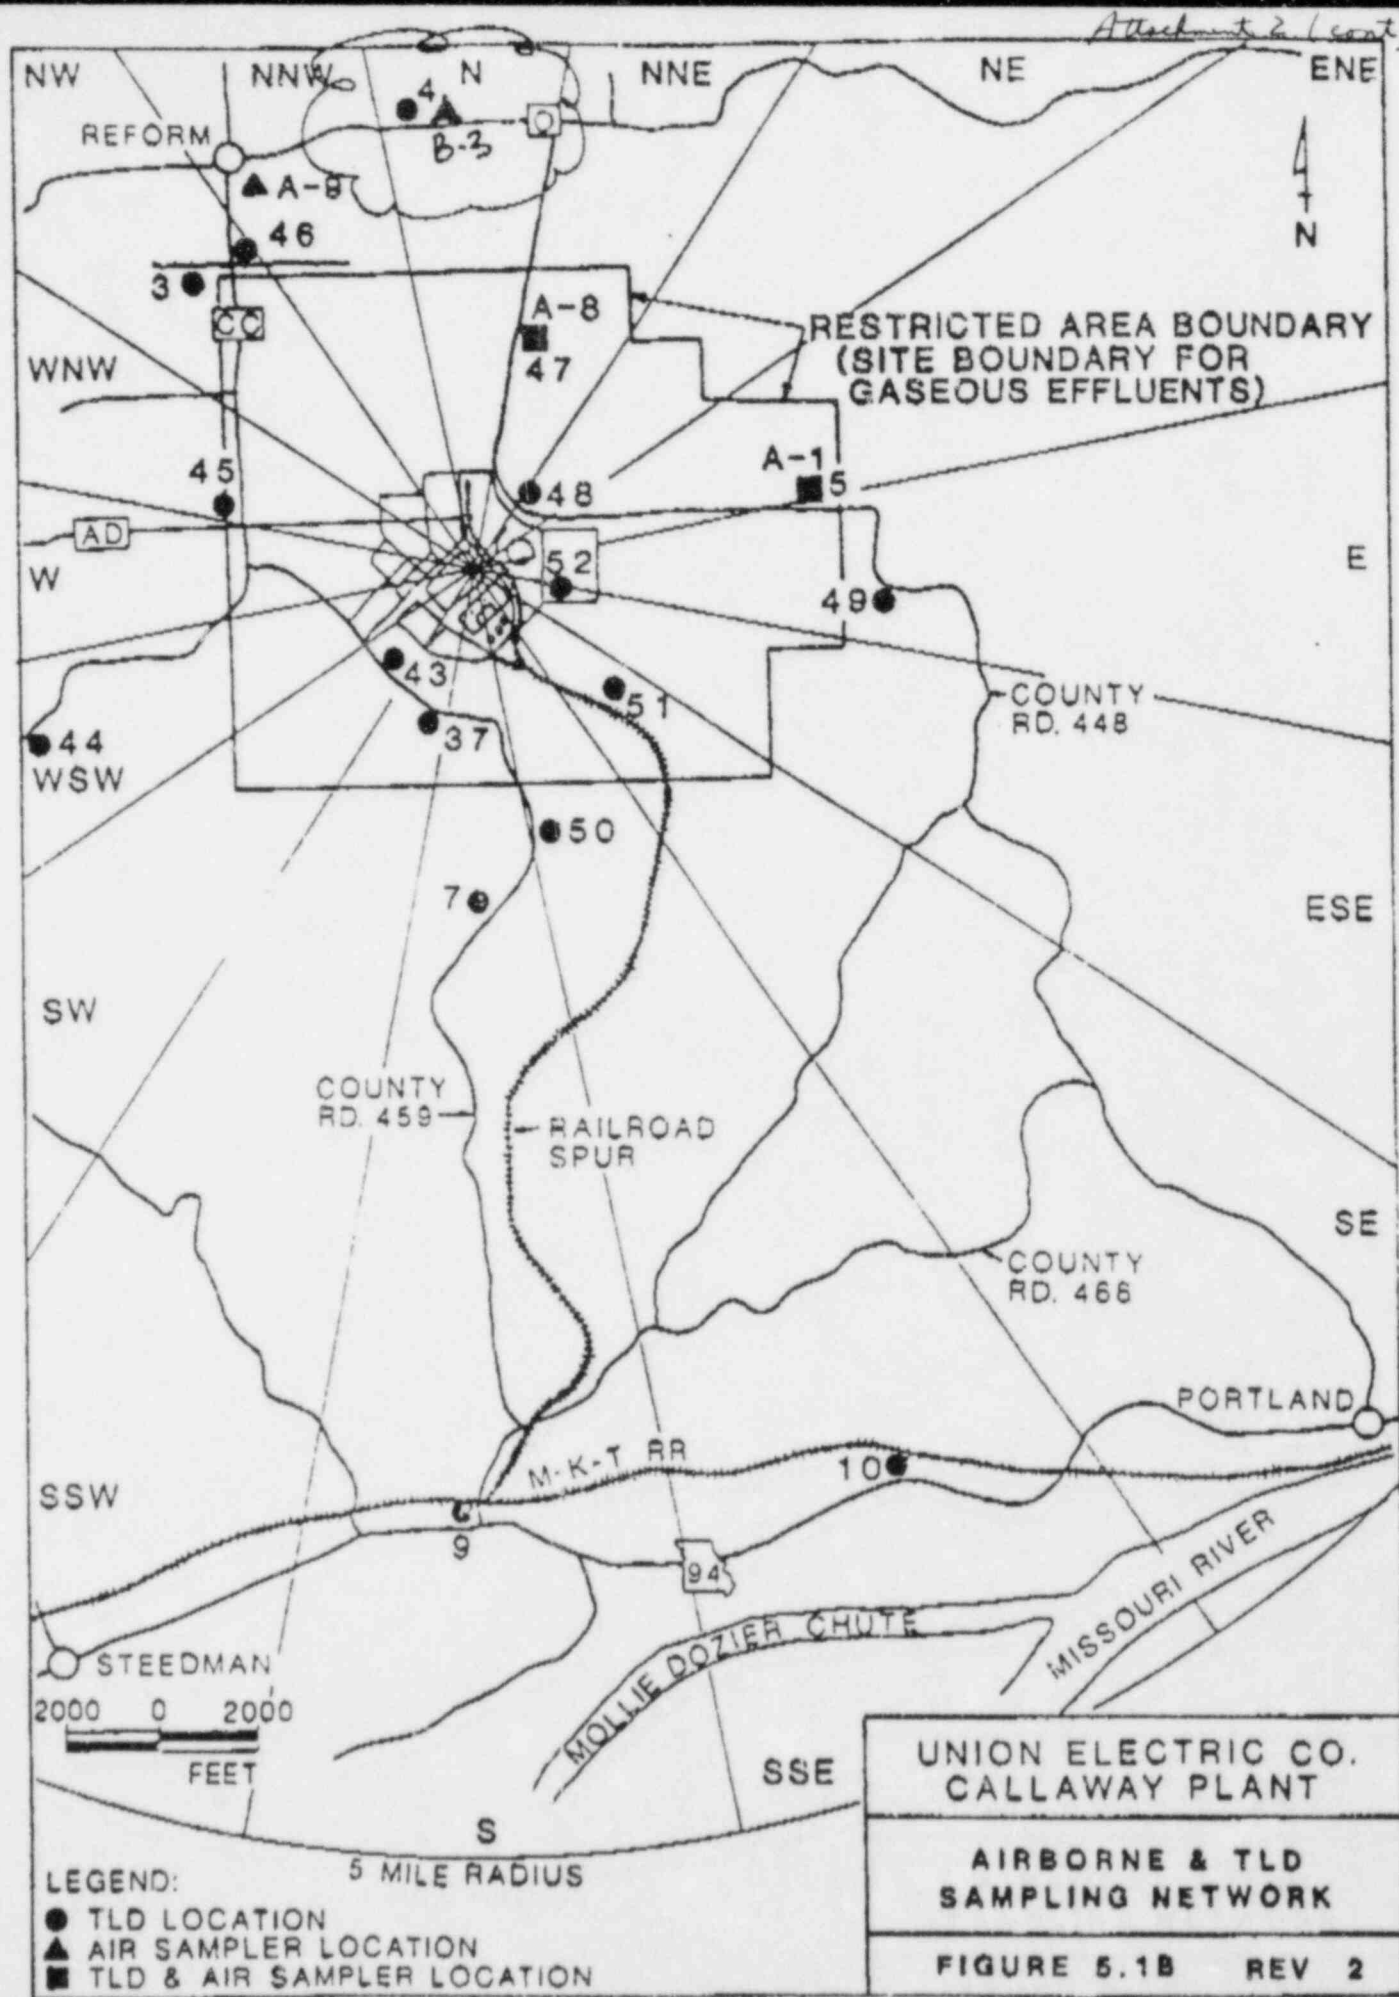 Attachment 2 (cont
NW
NNW
N
NNE
NE
ENE
4
REFORM
O
B-3
A-9
N
46
3
A-8
CC
RESTRICTED AREA BOUNDARY
(SITE BOUNDARY FOR
GASEOUS EFFLUENTS)
WNW
47
45
A-1
5
48
AD
52
E
W
49
43
51
COUNTY
RD. 448
37
44
WSW
50
7
ESE
SW
COUNTY
RD. 459
RAILROAD
SPUR
SE
COUNTY
RD. 466
PORTLAND
M-K-T RR
10
SSW
9
94
MISSOURI RIVER
MOLLIE DOZIER CHUTE
STEEDMAN
2000 0 2000
FEET
SSE
S
5 MILE RADIUS
UNION ELECTRIC CO.
CALLAWAY PLANT
AIRBORNE & TLD
SAMPLING NETWORK
FIGURE 5.1B REV 2
LEGEND:
TLD LOCATION
AIR SAMPLER LOCATION
TLD & AIR SAMPLER LOCATION